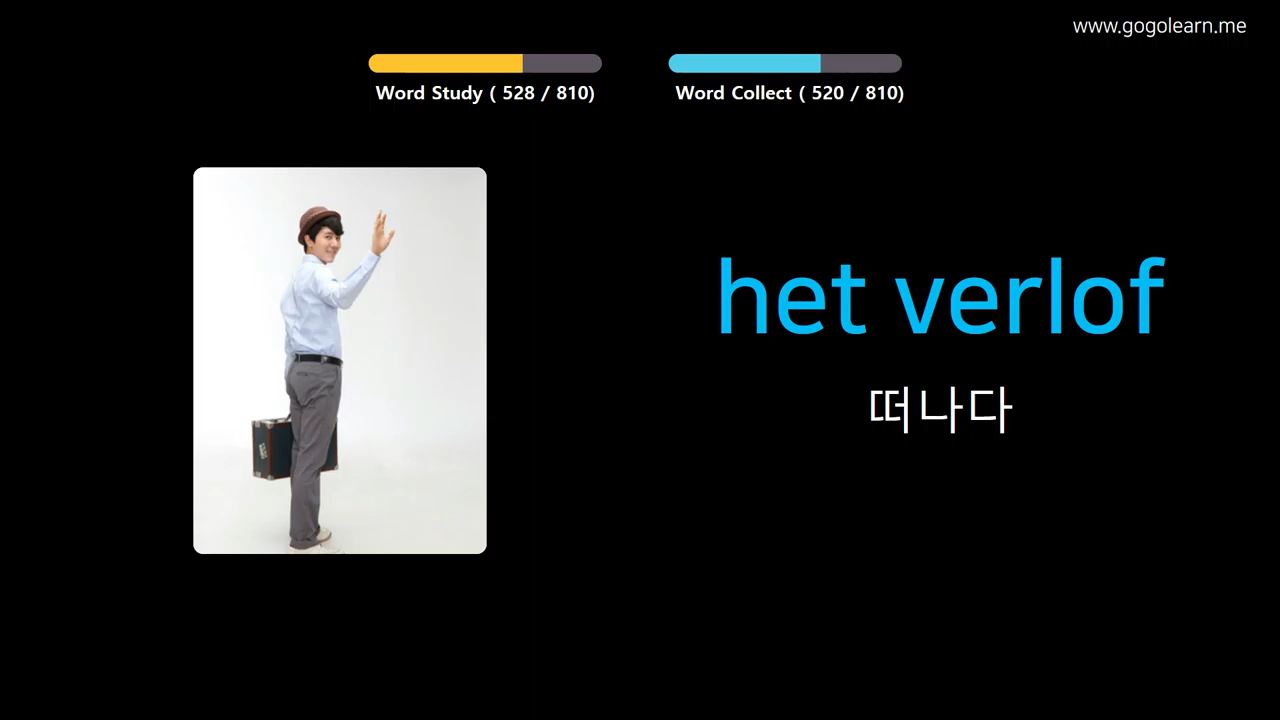 www.gogolearn.me
Word Study ( 528 / 810)
Word Collect ( 520 / 810)
het verlof
떠나다